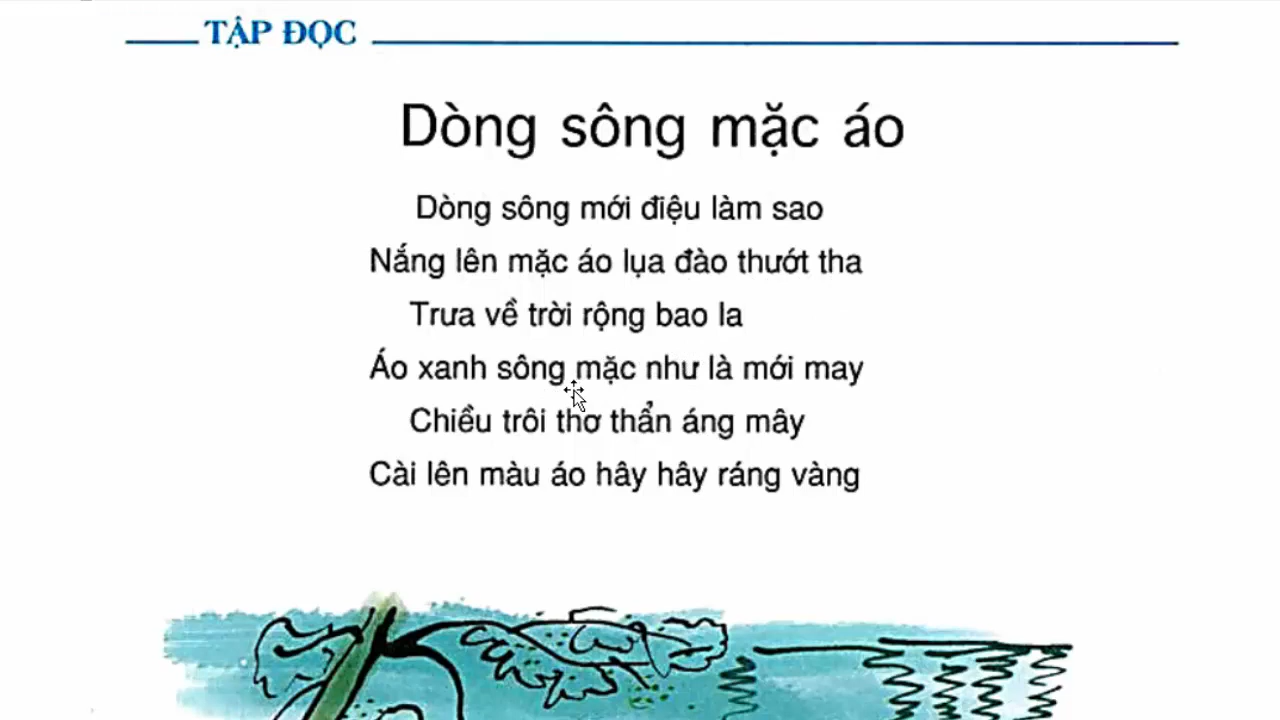 TẬP ĐỌC
Dòng sông mặc áo
Dòng sông mới điệu làm sao
Nắng lên mặc áo lụa đào thướt tha
Trưa về trời rộng bao la
Áo xanh sông mặc như là mới may
Chiều trôi thơ thẩn áng mây
Cài lên màu áo hây hây ráng vàng